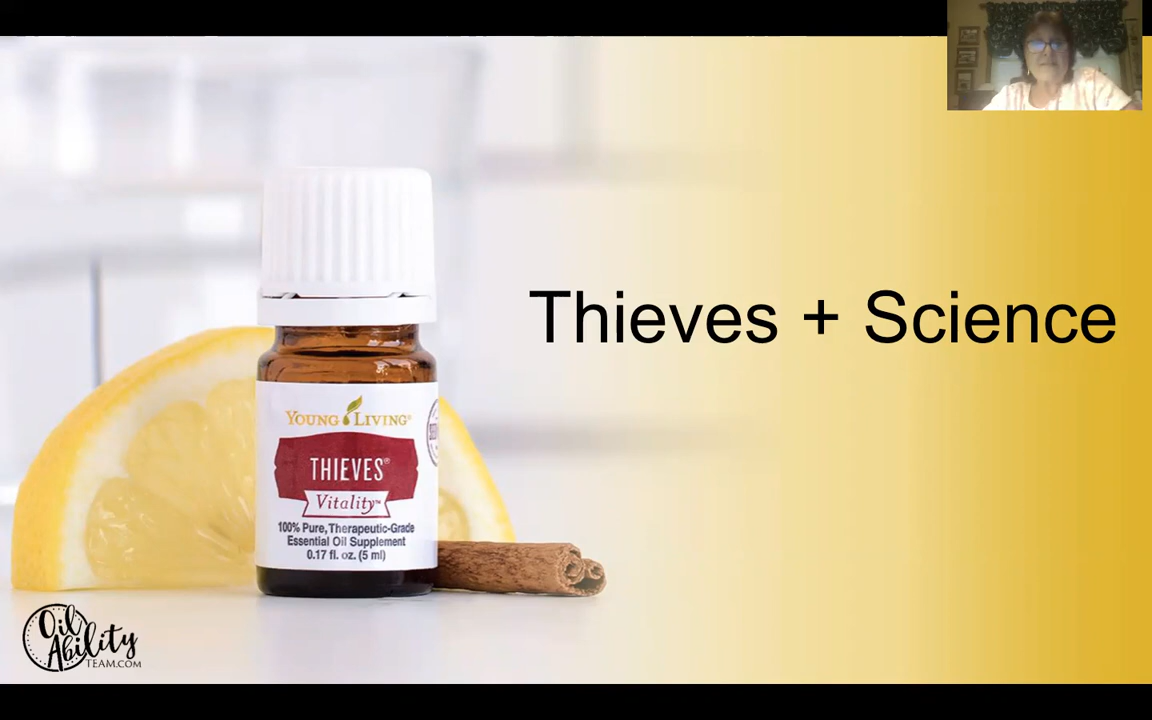 Thieves + Science
YOUNG LIVING®
THIEVES®
Vitality™
100% Pure, Therapeutic-Grade
Essential Oil Supplement
0.17 fl. oz. (5 ml)
Oil
Ability
TEAM.COM